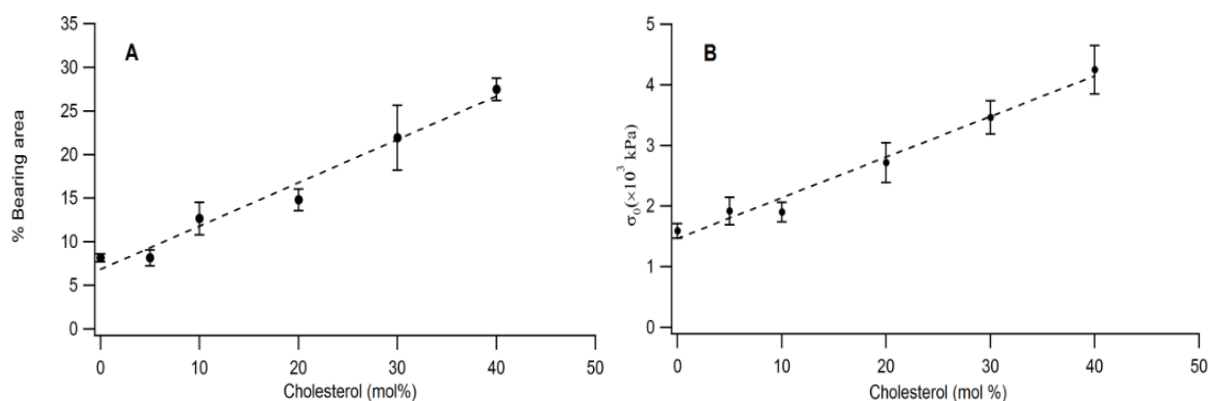 A
% Bearing area
35
30
25
20
15
10
5
0
0 10 20 30 40 50
Cholesterol (mol%)
B
σ₀(×10³ kPa)
5
4
3
2
1
0
0 10 20 30 40 50
Cholesterol (mol %)